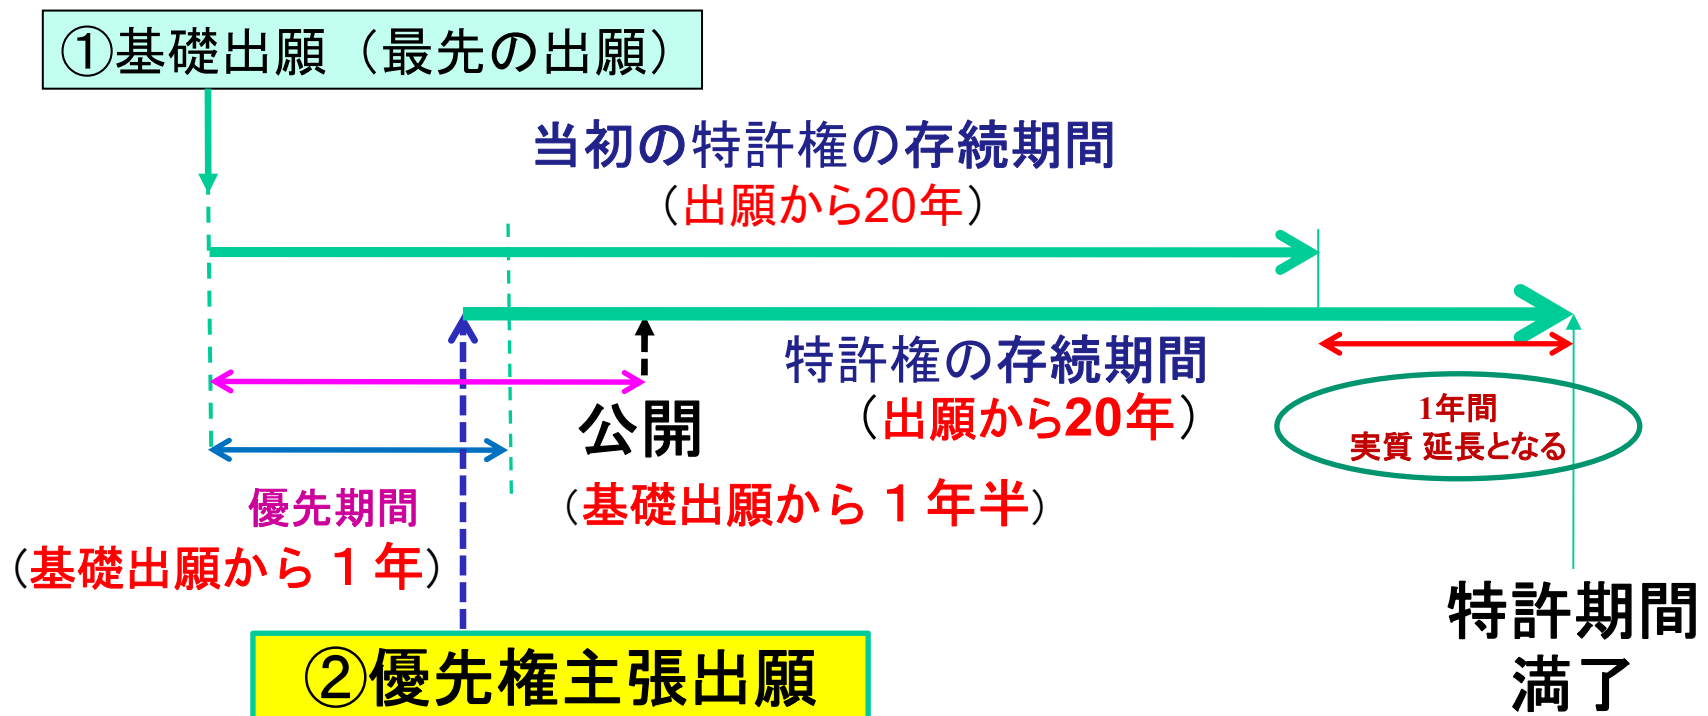 ①基礎出願（最先の出願）
当初の特許権の存続期間
（出願から20年）
特許権の存続期間
（出願から20年）
1年間
実質 延長となる
公開
（基礎出願から１年半）
優先期間
（基礎出願から１年）
特許期間
満了
②優先権主張出願